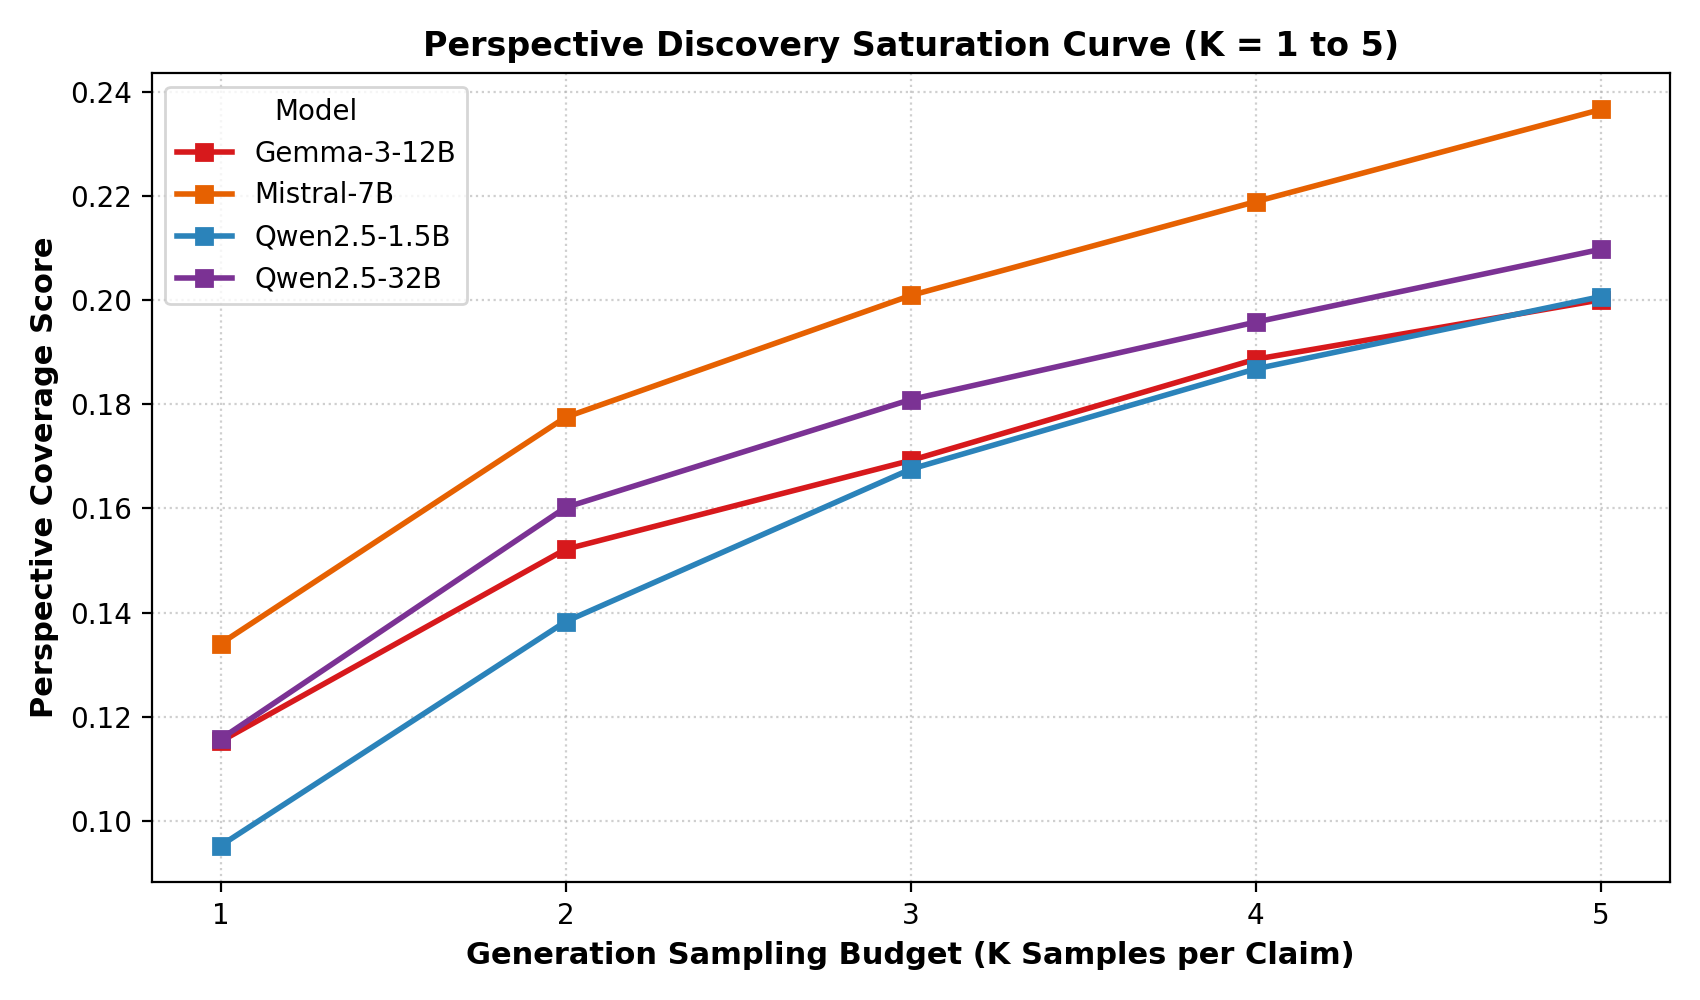 Perspective Discovery Saturation Curve (K = 1 to 5)
Model
Gemma-3-12B
Mistral-7B
Qwen2.5-1.5B
Qwen2.5-32B
Perspective Coverage Score
0.24
0.22
0.20
0.18
0.16
0.14
0.12
0.10
1 2 3 4 5
Generation Sampling Budget (K Samples per Claim)